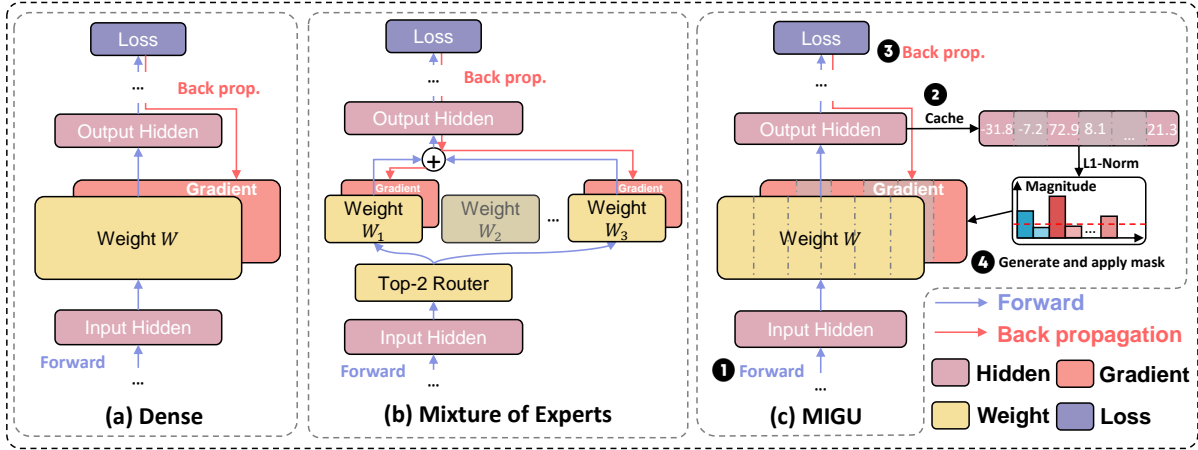 Loss
Back prop.
...
Output Hidden
Gradient
Weight W
Input Hidden
Forward
...
(a) Dense
Loss
Back prop.
...
Output Hidden
+
Gradient
Gradient
Weight
W₁
Weight
W₂
...
Weight
W₃
Top-2 Router
Input Hidden
Forward
...
(b) Mixture of Experts
Loss
3 Back prop.
...
2
Output Hidden
Cache
-31.8 -7.2 72.9 8.1 ... 21.3
L1-Norm
Gradient
Magnitude
...
Weight W
4 Generate and apply mask
Input Hidden
1 Forward
...
(c) MIGU
Forward
Back propagation
Hidden
Gradient
Weight
Loss